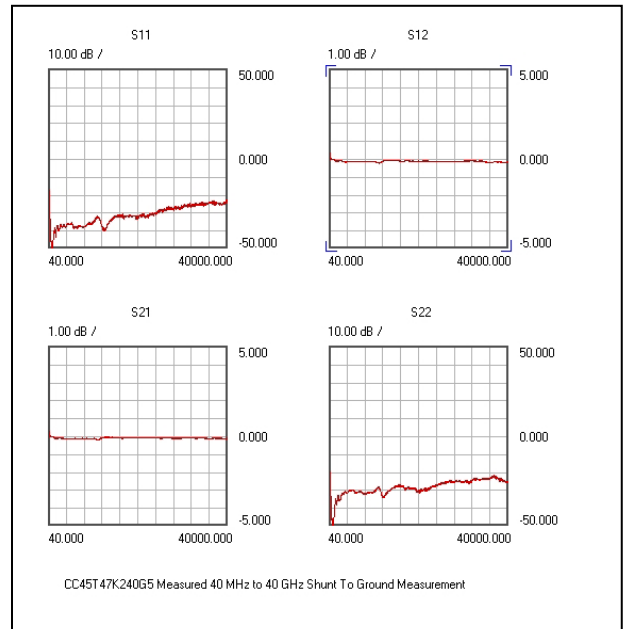 S11
10.00 dB /
50.000
0.000
-50.000
40.000
40000.000
S12
1.00 dB /
5.000
0.000
-5.000
40.000
40000.000
S21
1.00 dB /
5.000
0.000
-5.000
40.000
40000.000
S22
10.00 dB /
50.000
0.000
-50.000
40.000
40000.000
CC45T47K240G5 Measured 40 MHz to 40 GHz Shunt To Ground Measurement